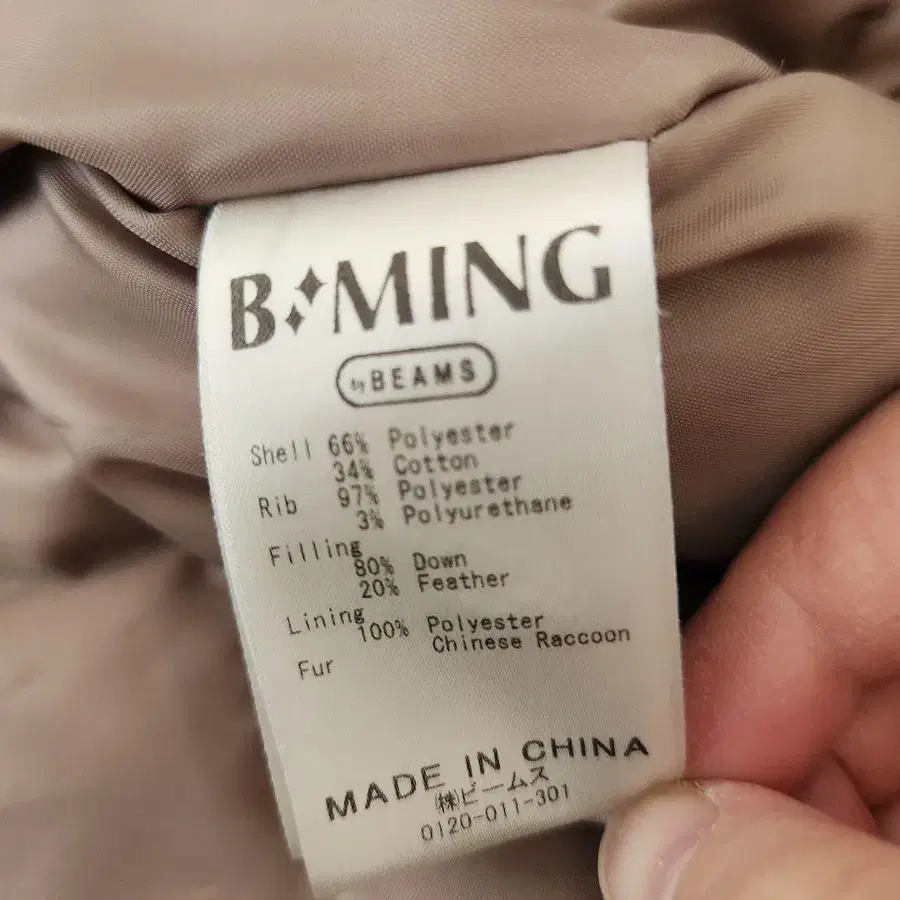 B:MING
by BEAMS
Shell 66% Polyester
34% Cotton
Rib 97% Polyester
3% Polyurethane
Filling
80% Down
20% Feather
Lining
100% Polyester
Chinese Raccoon
Fur
MADE IN CHINA
㈱ビームス
0120-011-301